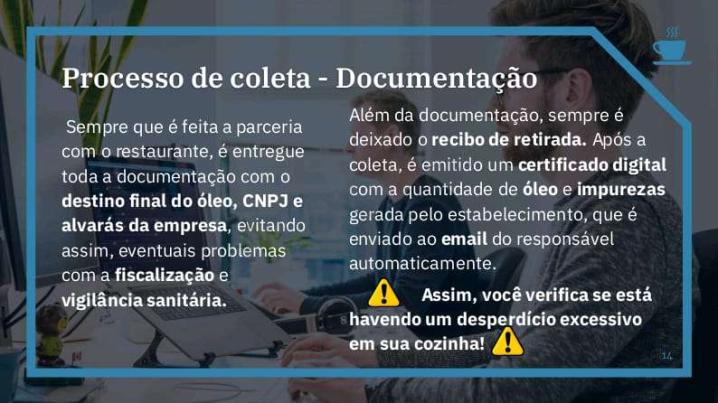 Processo de coleta - Documentação
Sempre que é feita a parceria
com o restaurante, é entregue
toda a documentação com o
destino final do óleo, CNPJ e
alvarás da empresa, evitando
assim, eventuais problemas
com a fiscalização e
vigilância sanitária.
Além da documentação, sempre é
deixado o recibo de retirada. Após a
coleta, é emitido um certificado digital
com a quantidade de óleo e impurezas
gerada pelo estabelecimento, que é
enviado ao email do responsável
automaticamente.
⚠️ Assim, você verifica se está
havendo um desperdício excessivo
em sua cozinha! ⚠️
14